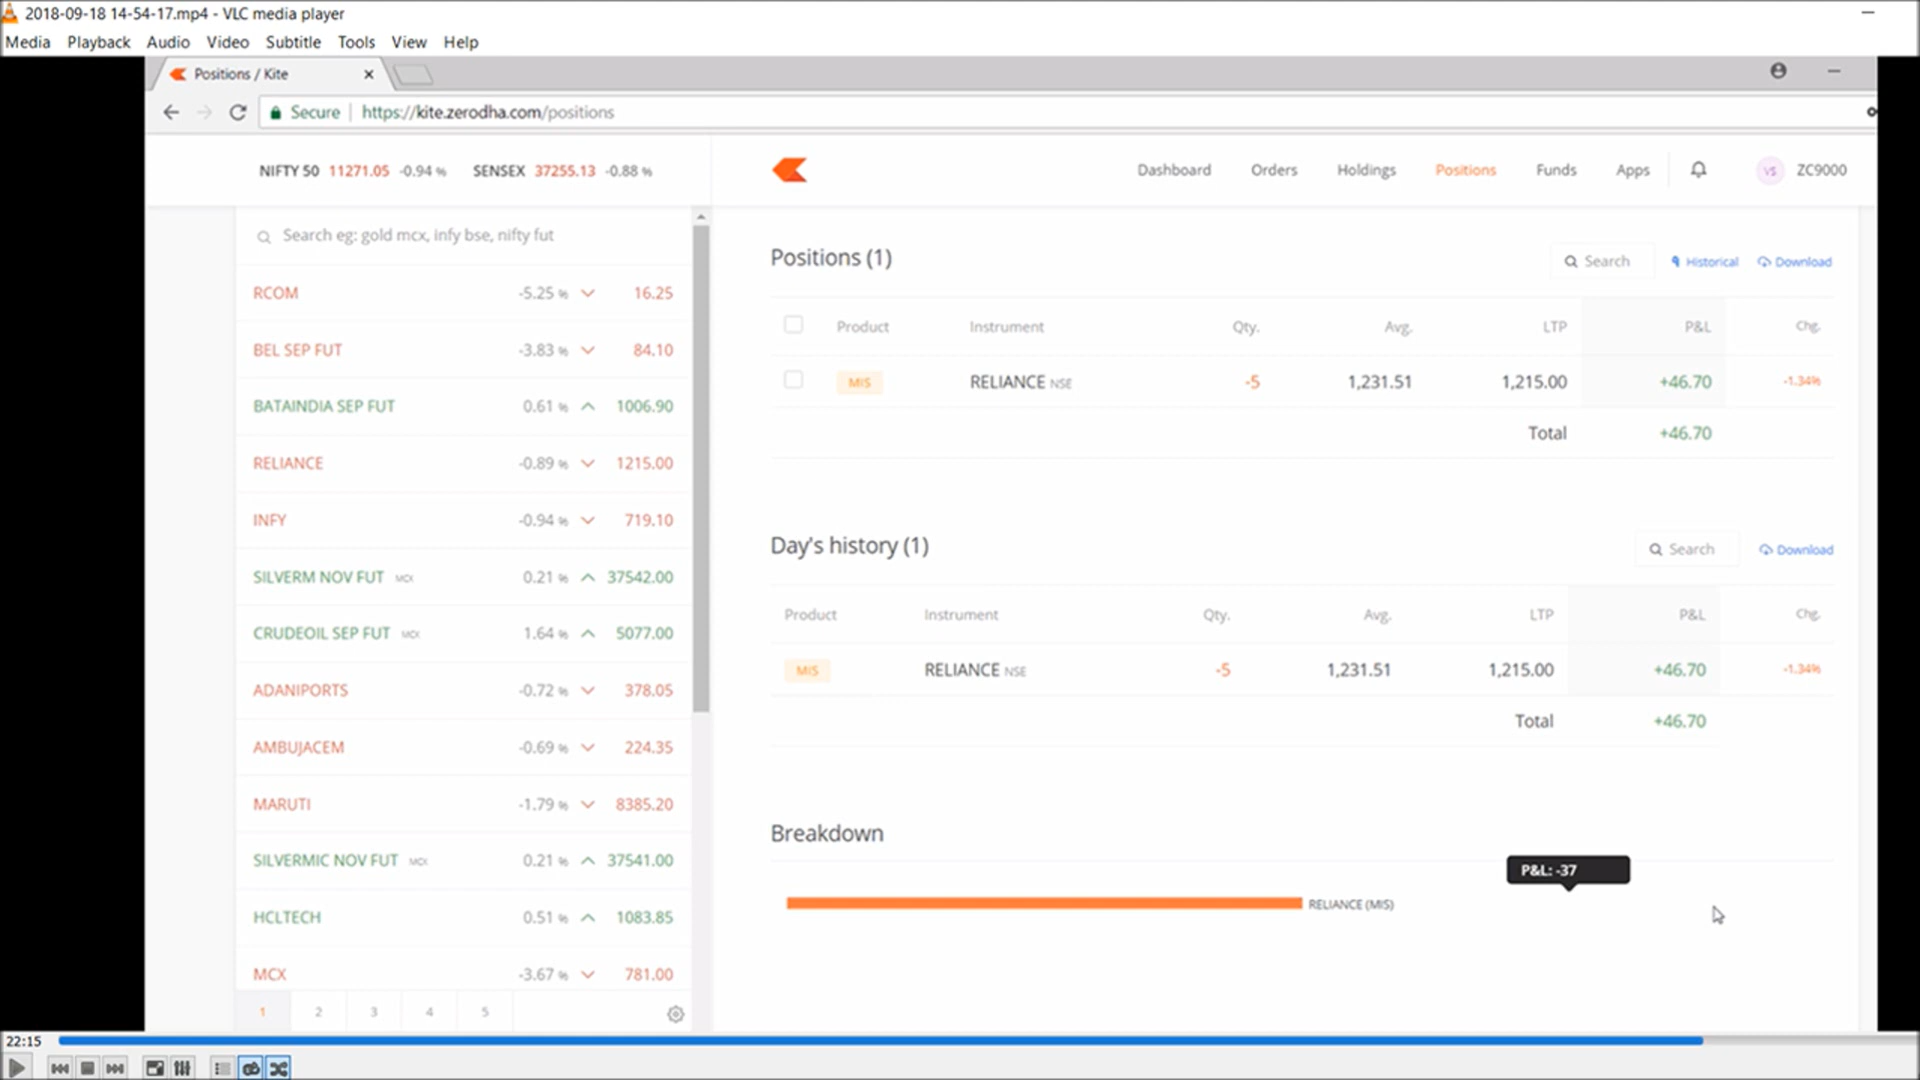 2018-09-18 14-54-17.mp4 - VLC media player
Media Playback Audio Video Subtitle Tools View Help
Positions / Kite
Secure https://kite.zerodha.com/positions
NIFTY 50 11271.05 -0.94 % SENSEX 37255.13 -0.88 %
Dashboard Orders Holdings Positions Funds Apps VS ZC9000
Search eg: gold mcx, infy bse, nifty fut
RCOM -5.25 % 16.25
BEL SEP FUT -3.83 % 84.10
BATAINDIA SEP FUT 0.61 % 1006.90
RELIANCE -0.89 % 1215.00
INFY -0.94 % 719.10
SILVERM NOV FUT MCX 0.21 % 37542.00
CRUDEOIL SEP FUT MCX 1.64 % 5077.00
ADANIPORTS -0.72 % 378.05
AMBUJACEM -0.69 % 224.35
MARUTI -1.79 % 8385.20
SILVERMIC NOV FUT MCX 0.21 % 37541.00
HCLTECH 0.51 % 1083.85
MCX -3.67 % 781.00
1 2 3 4 5
Positions (1)
Search Historical Download
Product Instrument Qty. Avg. LTP P&L Chg.
MIS RELIANCE NSE -5 1,231.51 1,215.00 +46.70 -1.34%
Total +46.70
Day's history (1)
Search Download
Product Instrument Qty. Avg. LTP P&L Chg.
MIS RELIANCE NSE -5 1,231.51 1,215.00 +46.70 -1.34%
Total +46.70
Breakdown
P&L: -37
RELIANCE (MIS)
22:15